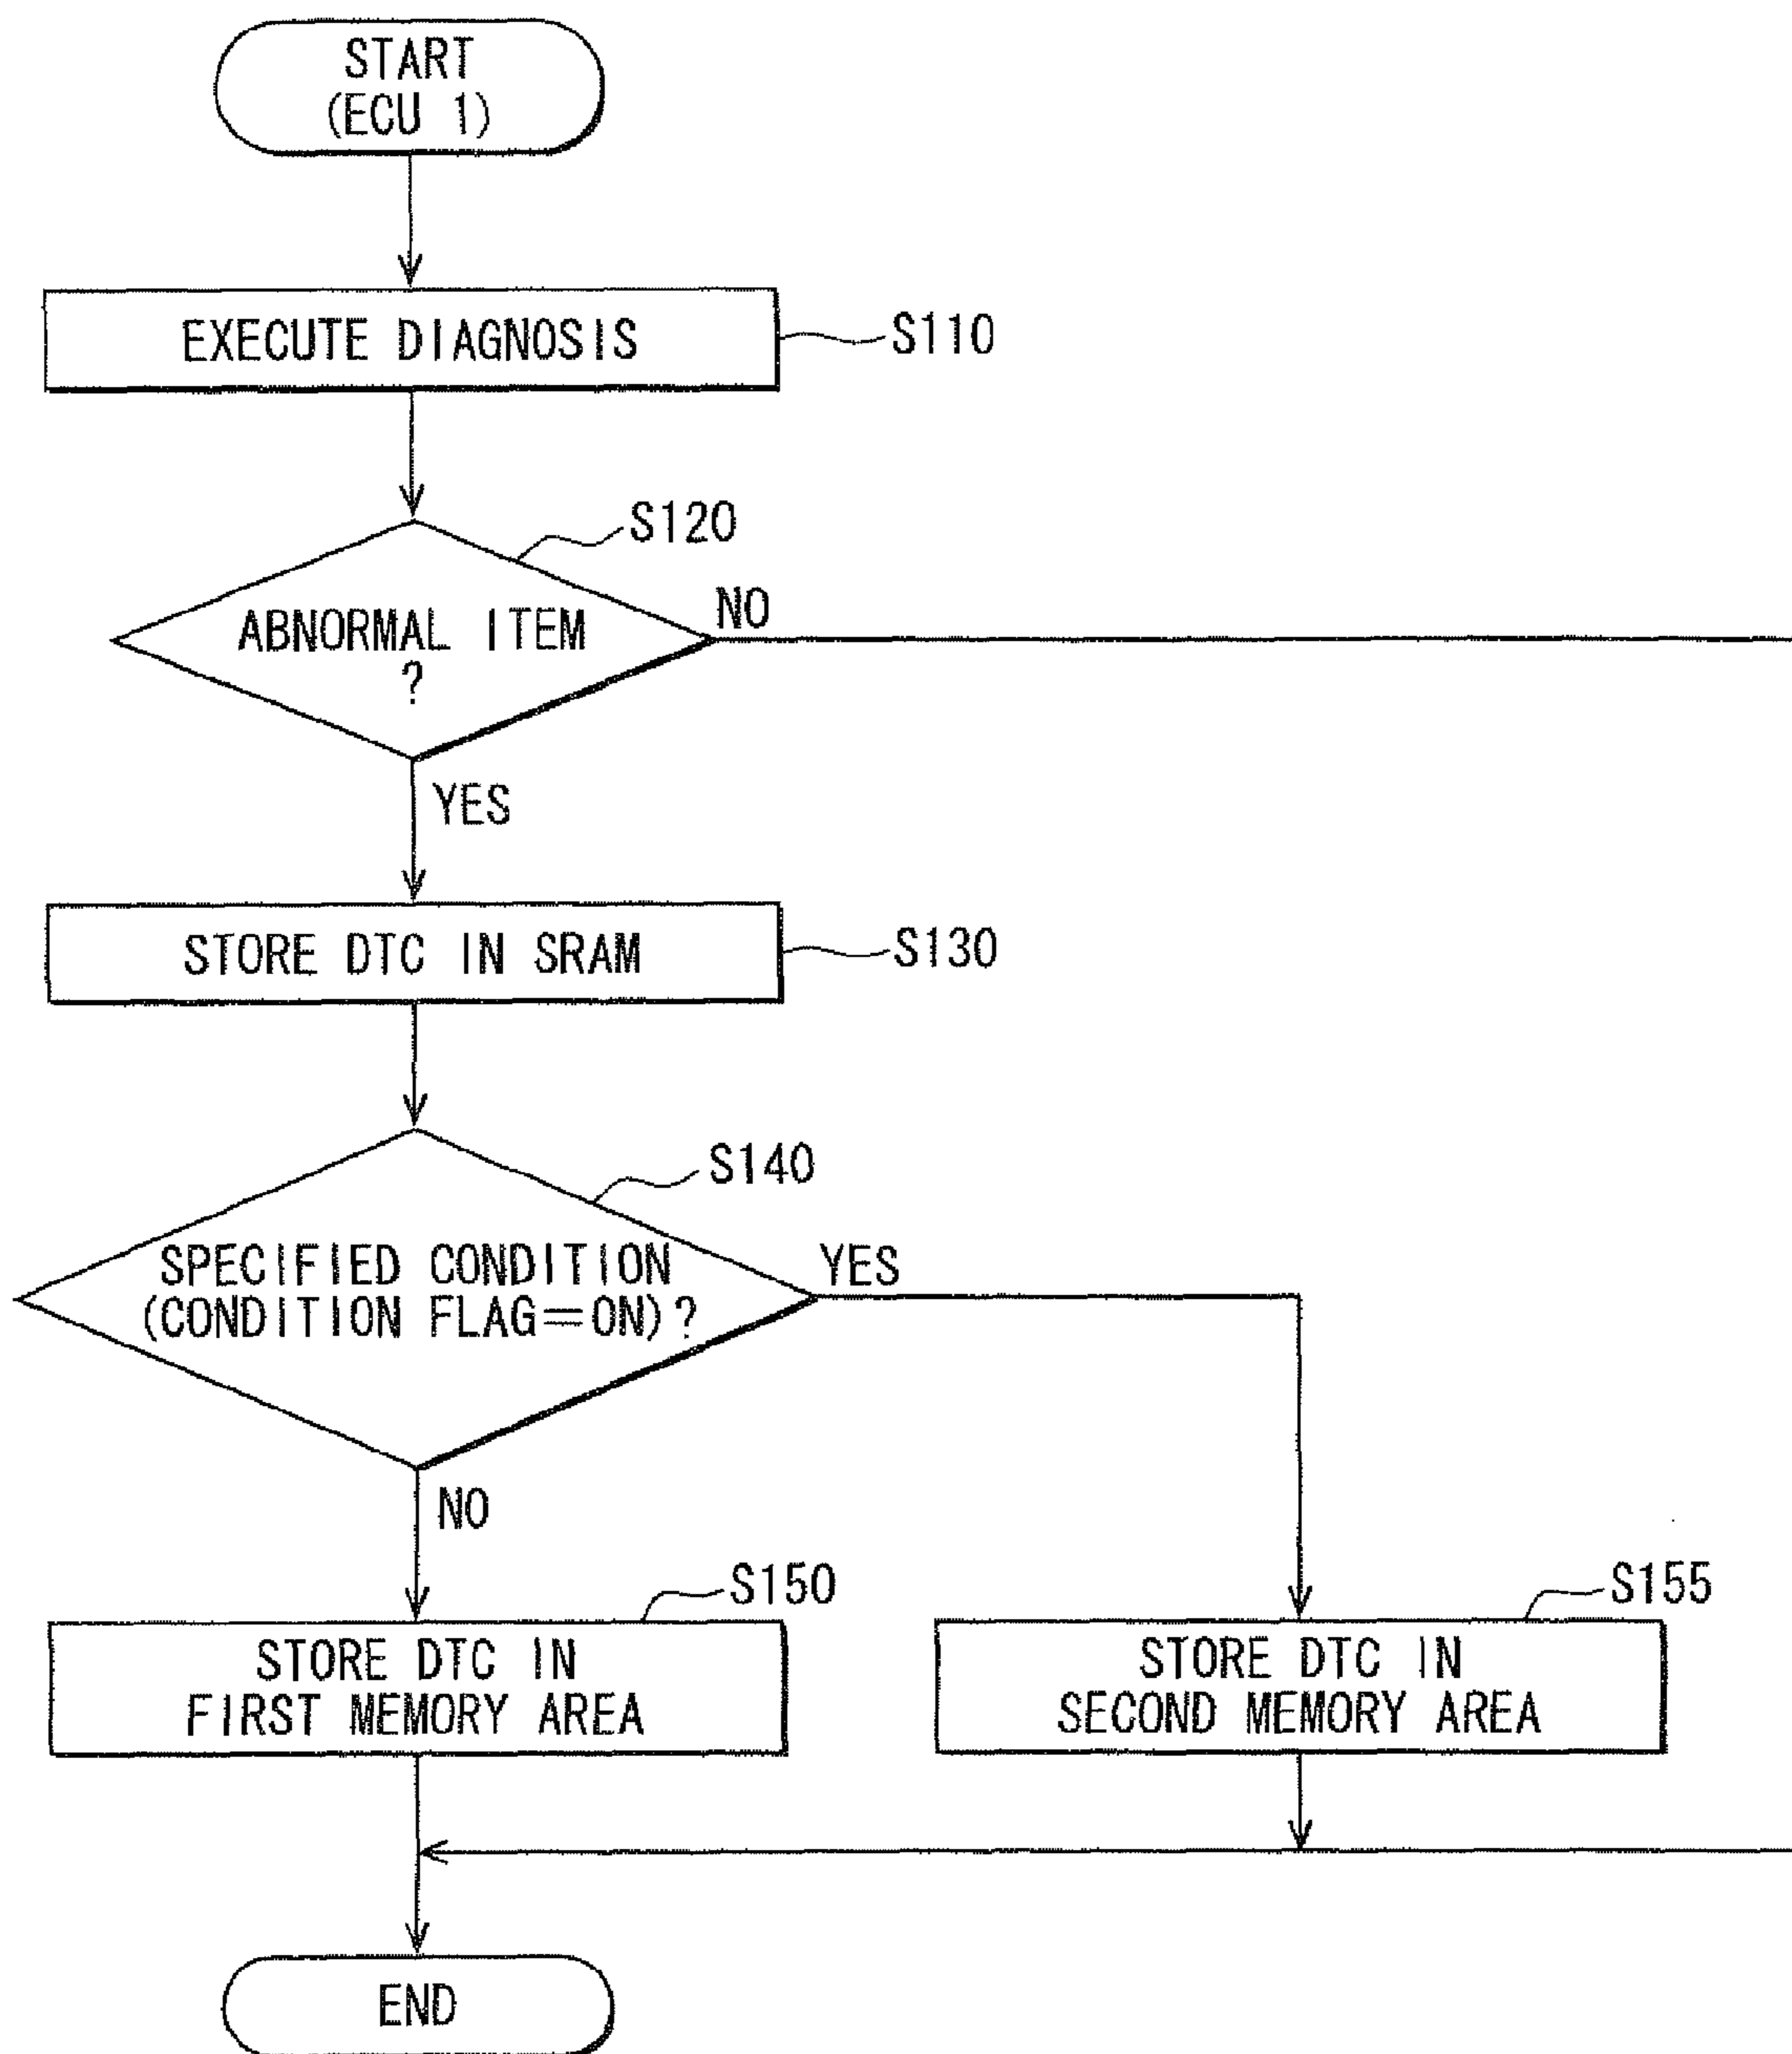 START
(ECU 1)
EXECUTE DIAGNOSIS
S110
S120
ABNORMAL ITEM
?
NO
YES
STORE DTC IN SRAM
S130
S140
SPECIFIED CONDITION
(CONDITION FLAG=ON)?
YES
NO
S150
STORE DTC IN
FIRST MEMORY AREA
S155
STORE DTC IN
SECOND MEMORY AREA
END